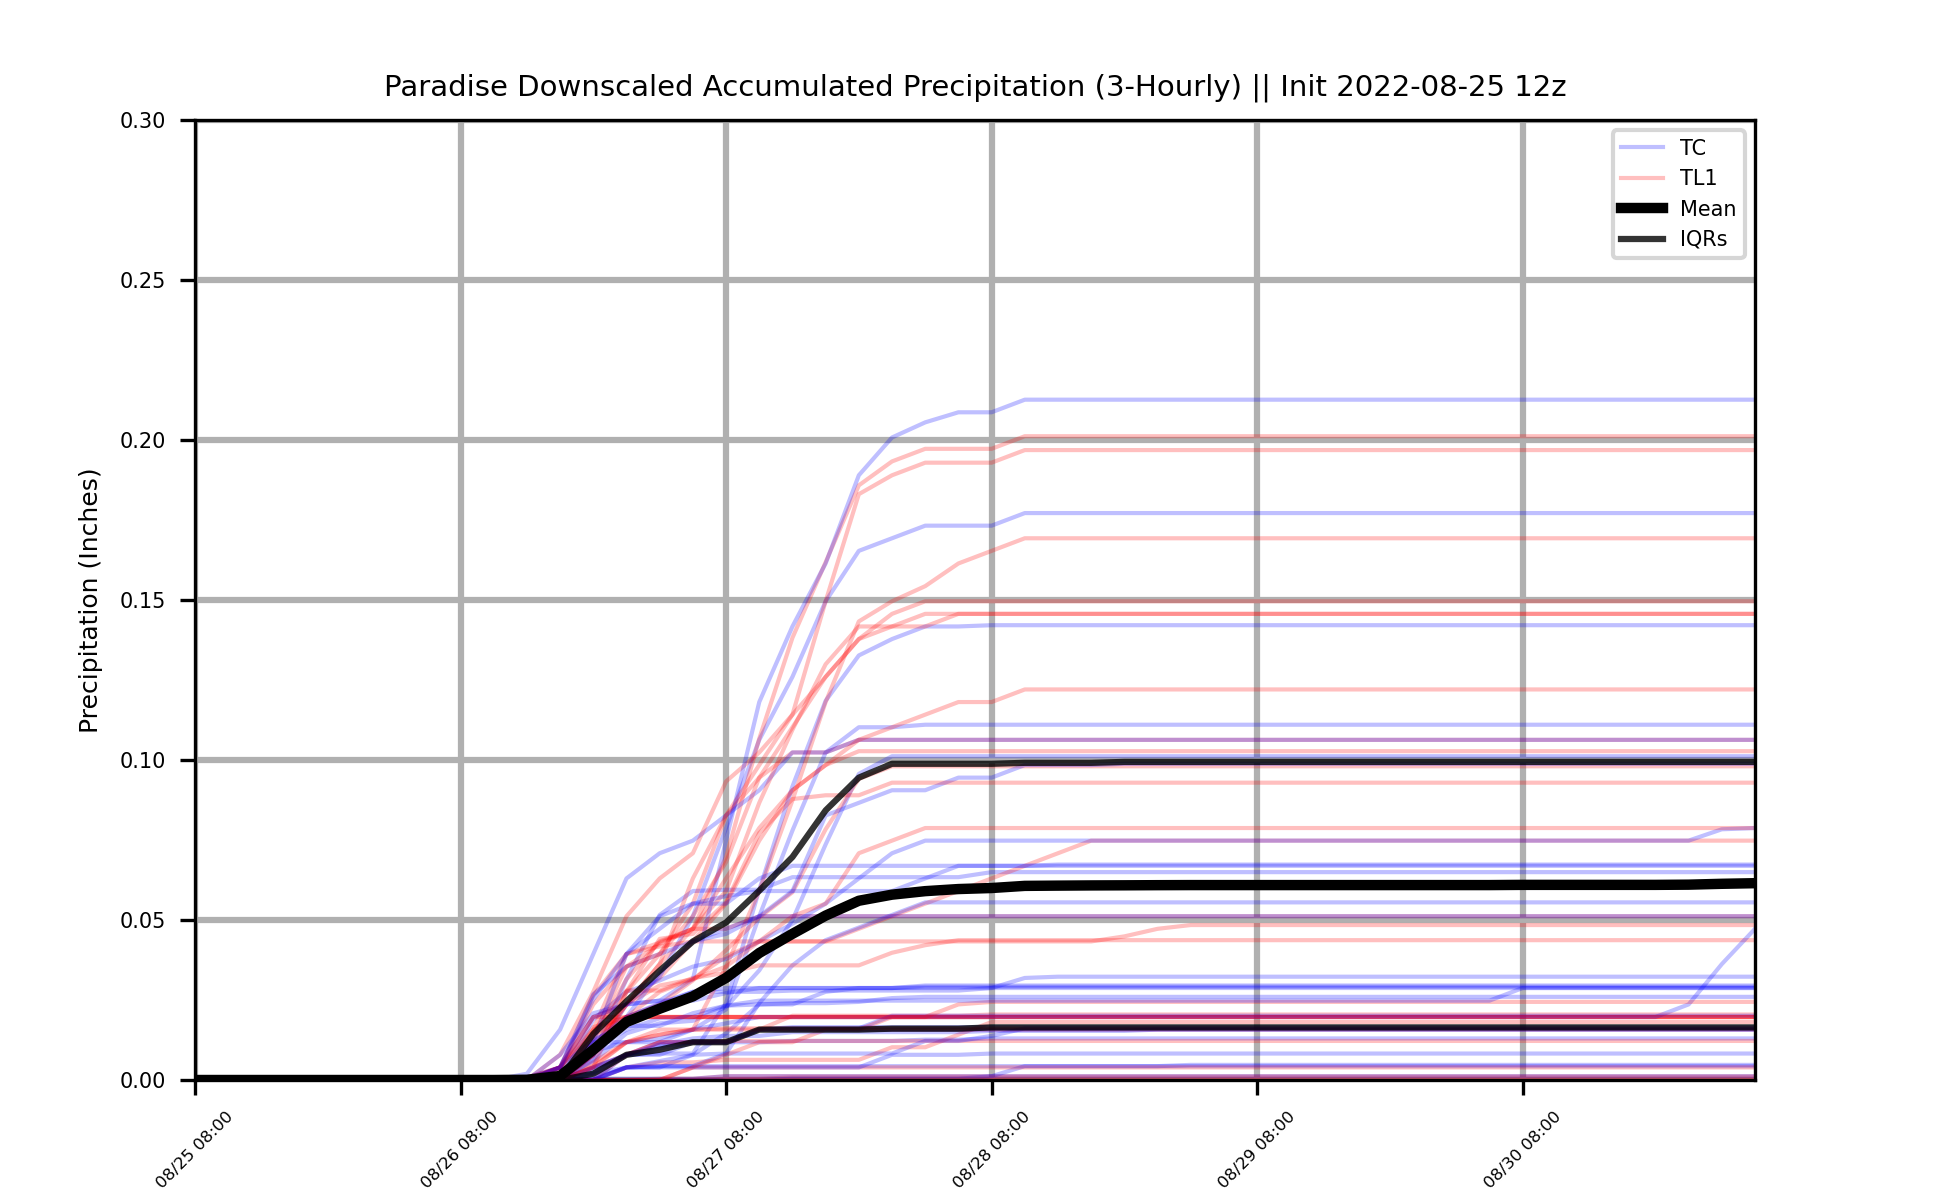 Paradise Downscaled Accumulated Precipitation (3-Hourly) || Init 2022-08-25 12z
0.30
0.25
0.20
0.15
0.10
0.05
0.00
Precipitation (Inches)
TC
TL1
Mean
IQRs
08/25 08:00
08/26 08:00
08/27 08:00
08/28 08:00
08/29 08:00
08/30 08:00